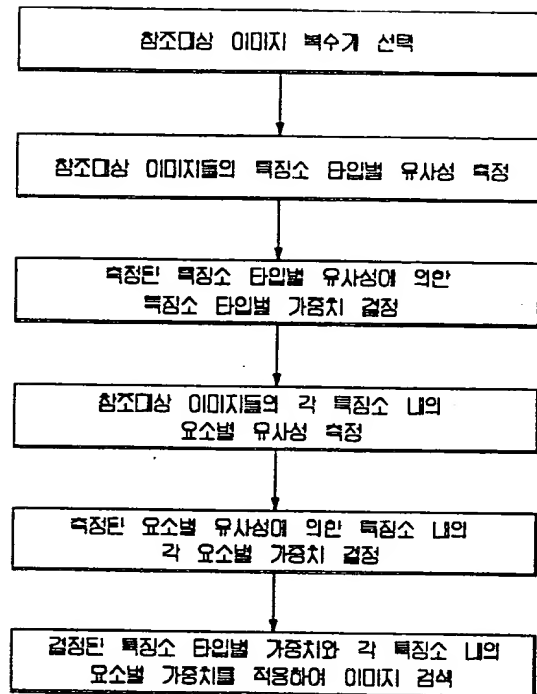 참조대상 이미지 복수개 선택
참조대상 이미지들의 특징소 타입별 유사성 측정
측정된 특징소 타입별 유사성에 의한
특징소 타입별 가중치 결정
참조대상 이미지들의 각 특징소 내의
요소별 유사성 측정
측정된 요소별 유사성에 의한 특징소 내의
각 요소별 가중치 결정
결정된 특징소 타입별 가중치와 각 특징소 내의
요소별 가중치를 적용하여 이미지 검색